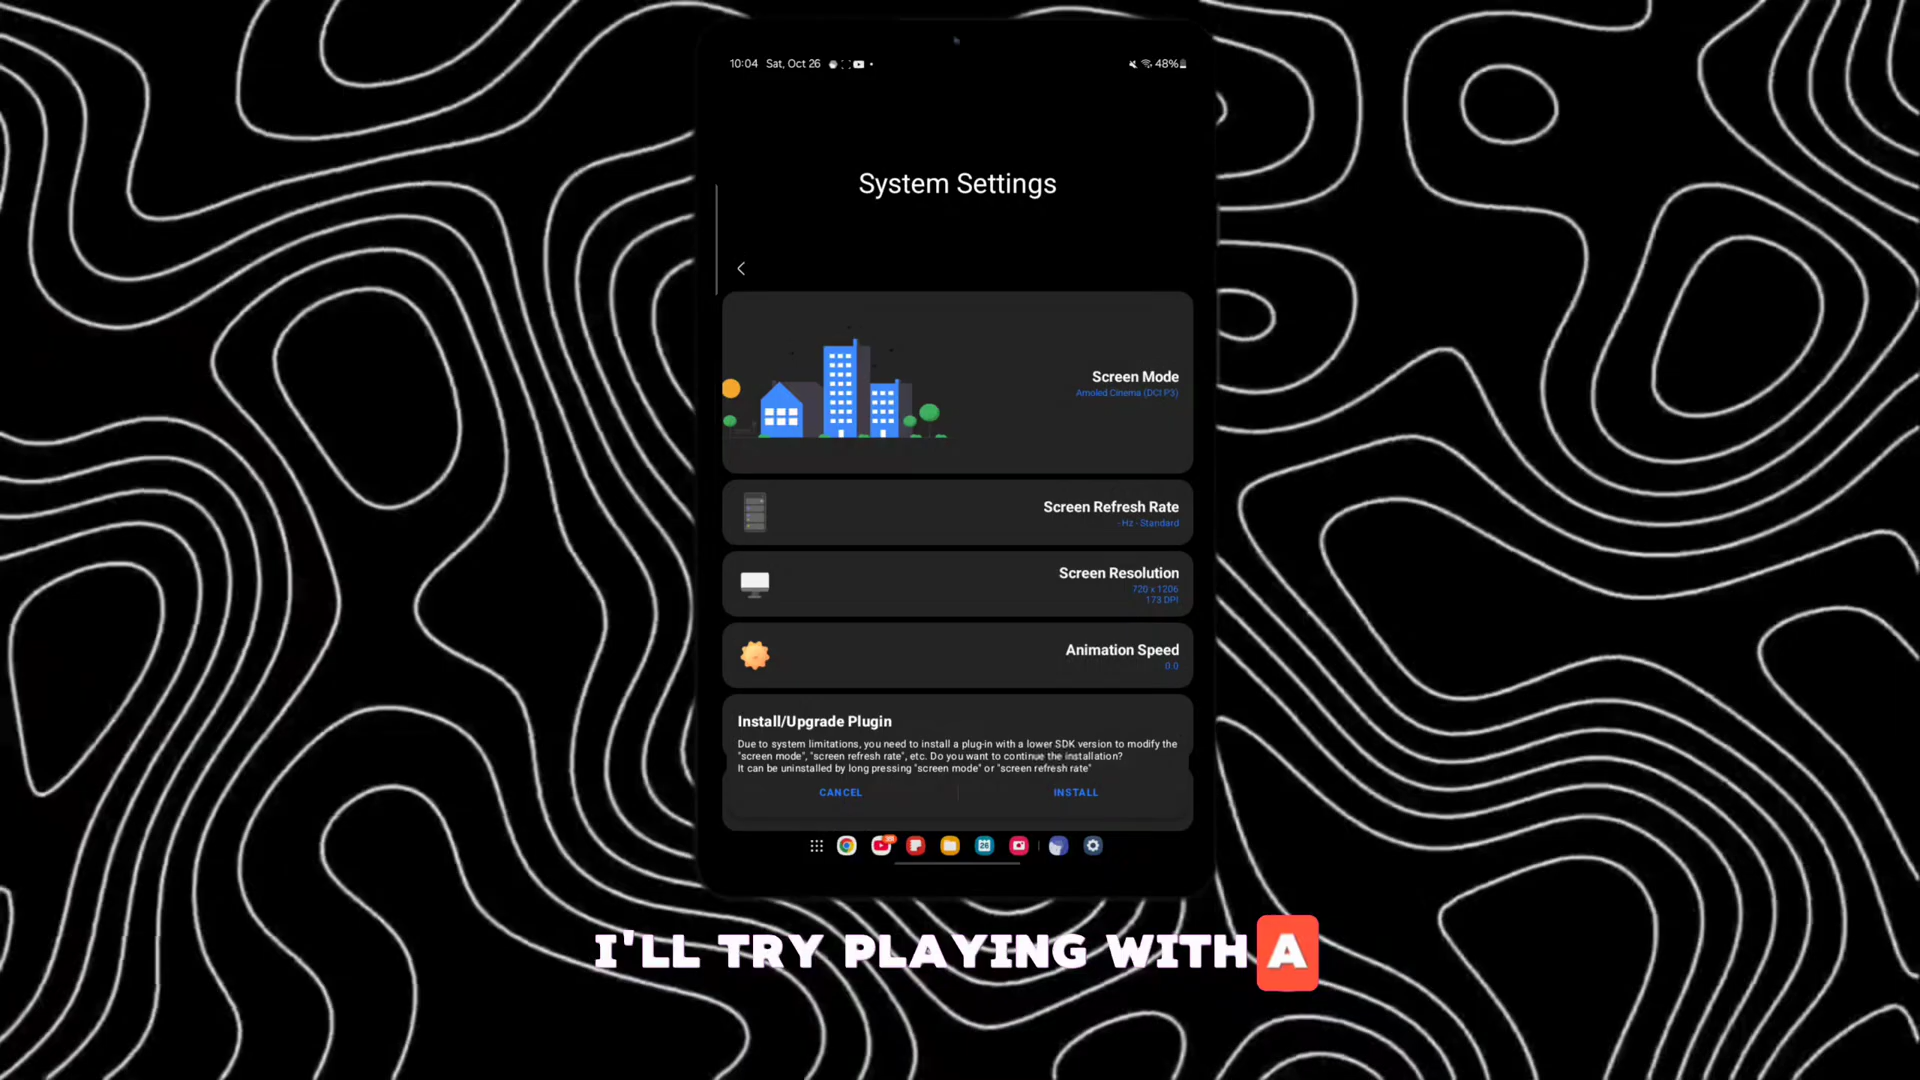 10:04 Sat, Oct 26
48%
System Settings
Screen Mode
Amoled Cinema (DCI P3)
Screen Refresh Rate
- Hz - Standard
Screen Resolution
720 x 1206
173 DPI
Animation Speed
0.0
Install/Upgrade Plugin
Due to system limitations, you need to install a plug-in with a lower SDK version to modify the
"screen mode", "screen refresh rate", etc. Do you want to continue the installation?
It can be uninstalled by long pressing "screen mode" or "screen refresh rate"
CANCEL
INSTALL
26
I'LL TRY PLAYING WITH A